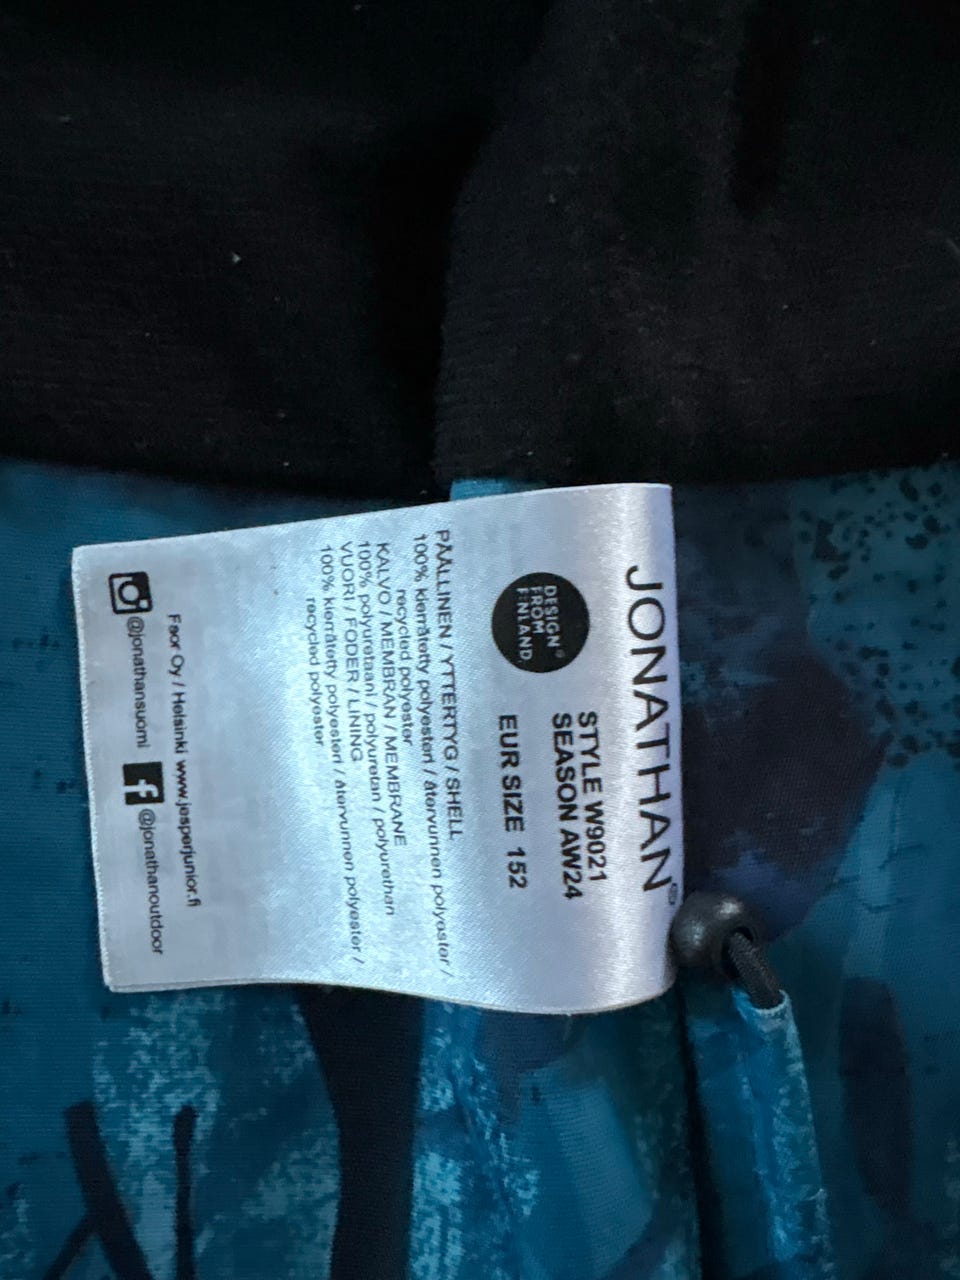 JONATHAN®
STYLE W9021
SEASON AW24
DESIGN®
FROM
FINLAND.
EUR SIZE 152
PÄÄLLINEN / YTTERTYG / SHELL
100% kierrätetty polyesteri / återvunnen polyester /
recycled polyester
KALVO / MEMBRAN / MEMBRANE
100% polyuretaani / polyuretan / polyurethan
VUORI / FODER / LINING
100% kierrätetty polyesteri / återvunnen polyester /
recycled polyester
www.jesperjunior.fi
Oy / Helsinki
@jonathansuomi @jonathanoutdoor